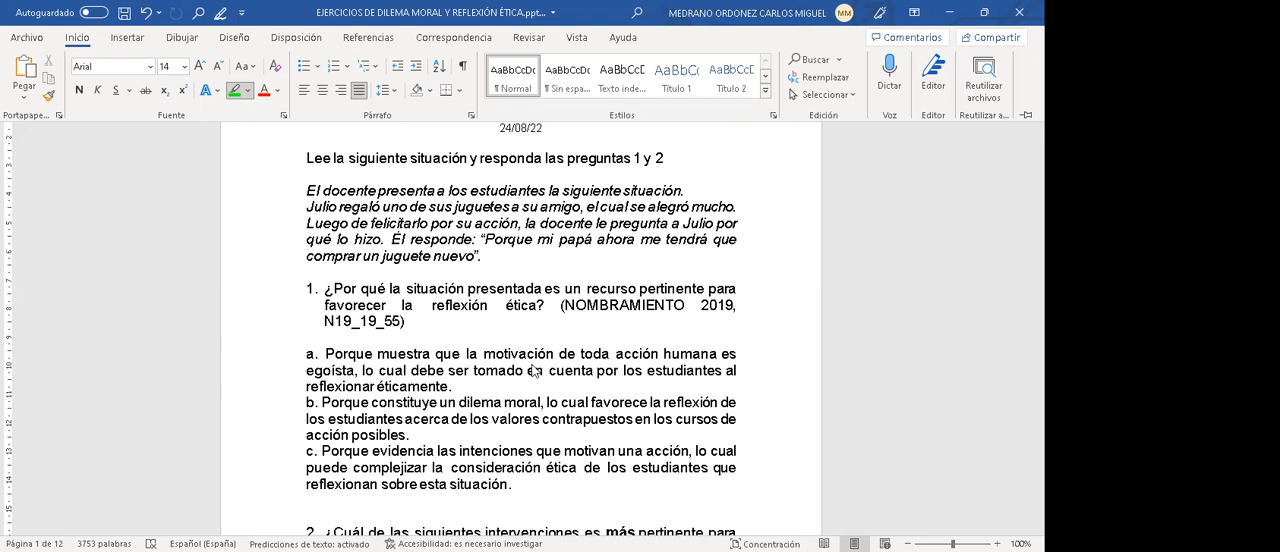 Autoguardado
EJERCICIOS DE DILEMA MORAL Y REFLEXIÓN ÉTICA.ppt...
MEDRANO ORDONEZ CARLOS MIGUEL
MM
Archivo Inicio Insertar Dibujar Diseño Disposición Referencias Correspondencia Revisar Vista Ayuda
Comentarios
Compartir
Pegar
Arial
14
N K S
Portapape...
Fuente
Párrafo
AaBbCcDc
¶ Normal
AaBbCcDc
¶ Sin espa...
AaBbCcD
Texto inde...
AaBbCcD
Título 1
AaBbCcD
Título 2
Estilos
Buscar
Reemplazar
Seleccionar
Edición
Dictar
Voz
Editor
Editor
Reutilizar
archivos
Reutilizar a...
24/08/22
Lee la siguiente situación y responda las preguntas 1 y 2
El docente presenta a los estudiantes la siguiente situación.
Julio regaló uno de sus juguetes a su amigo, el cual se alegró mucho.
Luego de felicitarlo por su acción, la docente le pregunta a Julio por
qué lo hizo. Él responde: “Porque mi papá ahora me tendrá que
comprar un juguete nuevo”.
1. ¿Por qué la situación presentada es un recurso pertinente para
favorecer la reflexión ética? (NOMBRAMIENTO 2019,
N19_19_55)
a. Porque muestra que la motivación de toda acción humana es
egoísta, lo cual debe ser tomado en cuenta por los estudiantes al
reflexionar éticamente.
b. Porque constituye un dilema moral, lo cual favorece la reflexión de
los estudiantes acerca de los valores contrapuestos en los cursos de
acción posibles.
c. Porque evidencia las intenciones que motivan una acción, lo cual
puede complejizar la consideración ética de los estudiantes que
reflexionan sobre esta situación.
2. ¿Cuál de las siguientes intervenciones es más pertinente para
Página 1 de 12 3753 palabras Español (España) Predicciones de texto: activado Accesibilidad: es necesario investigar Concentración 100%